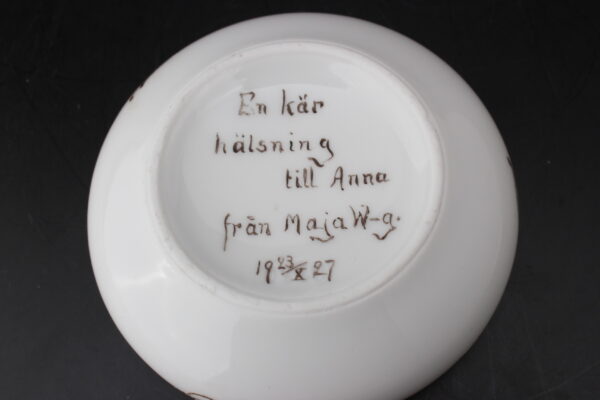 En kär
hälsning
till Anna
från Maja W-g.
19 23/X 27